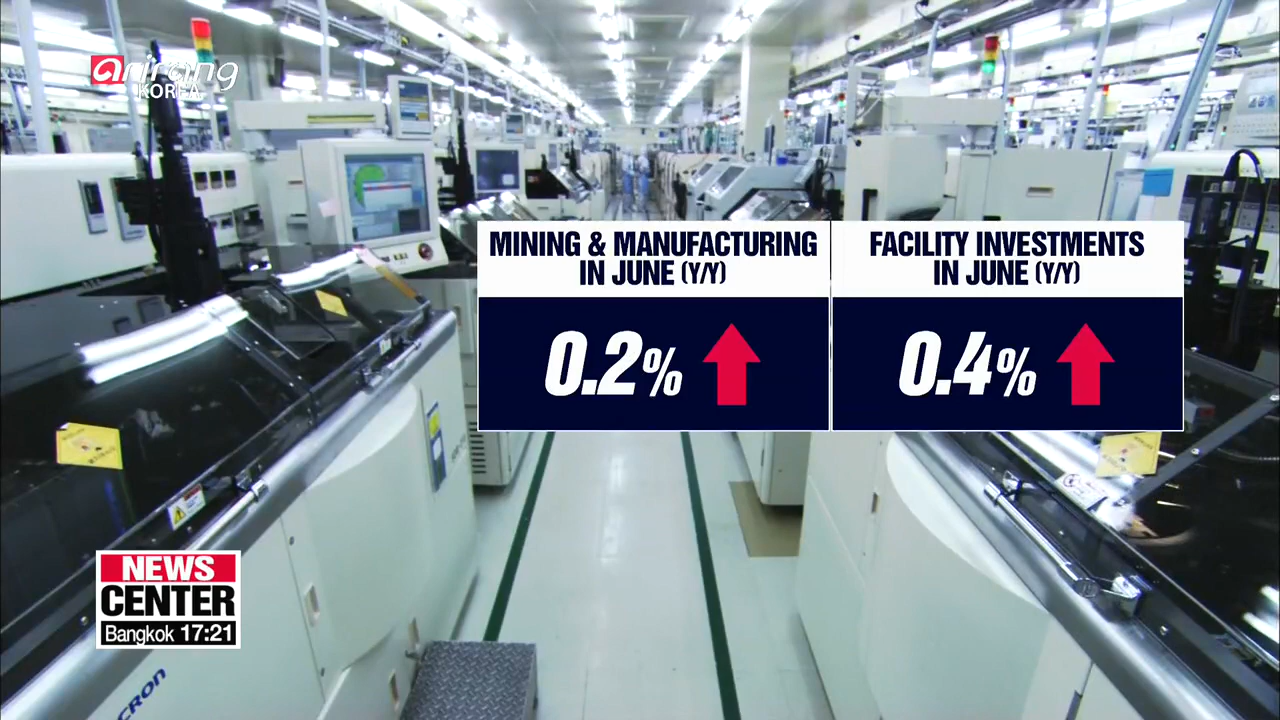 arirang
KOREA
MINING & MANUFACTURING
IN JUNE (Y/Y)
FACILITY INVESTMENTS
IN JUNE (Y/Y)
0.2%
0.4%
NEWS
CENTER
Bangkok 17:21
CRON